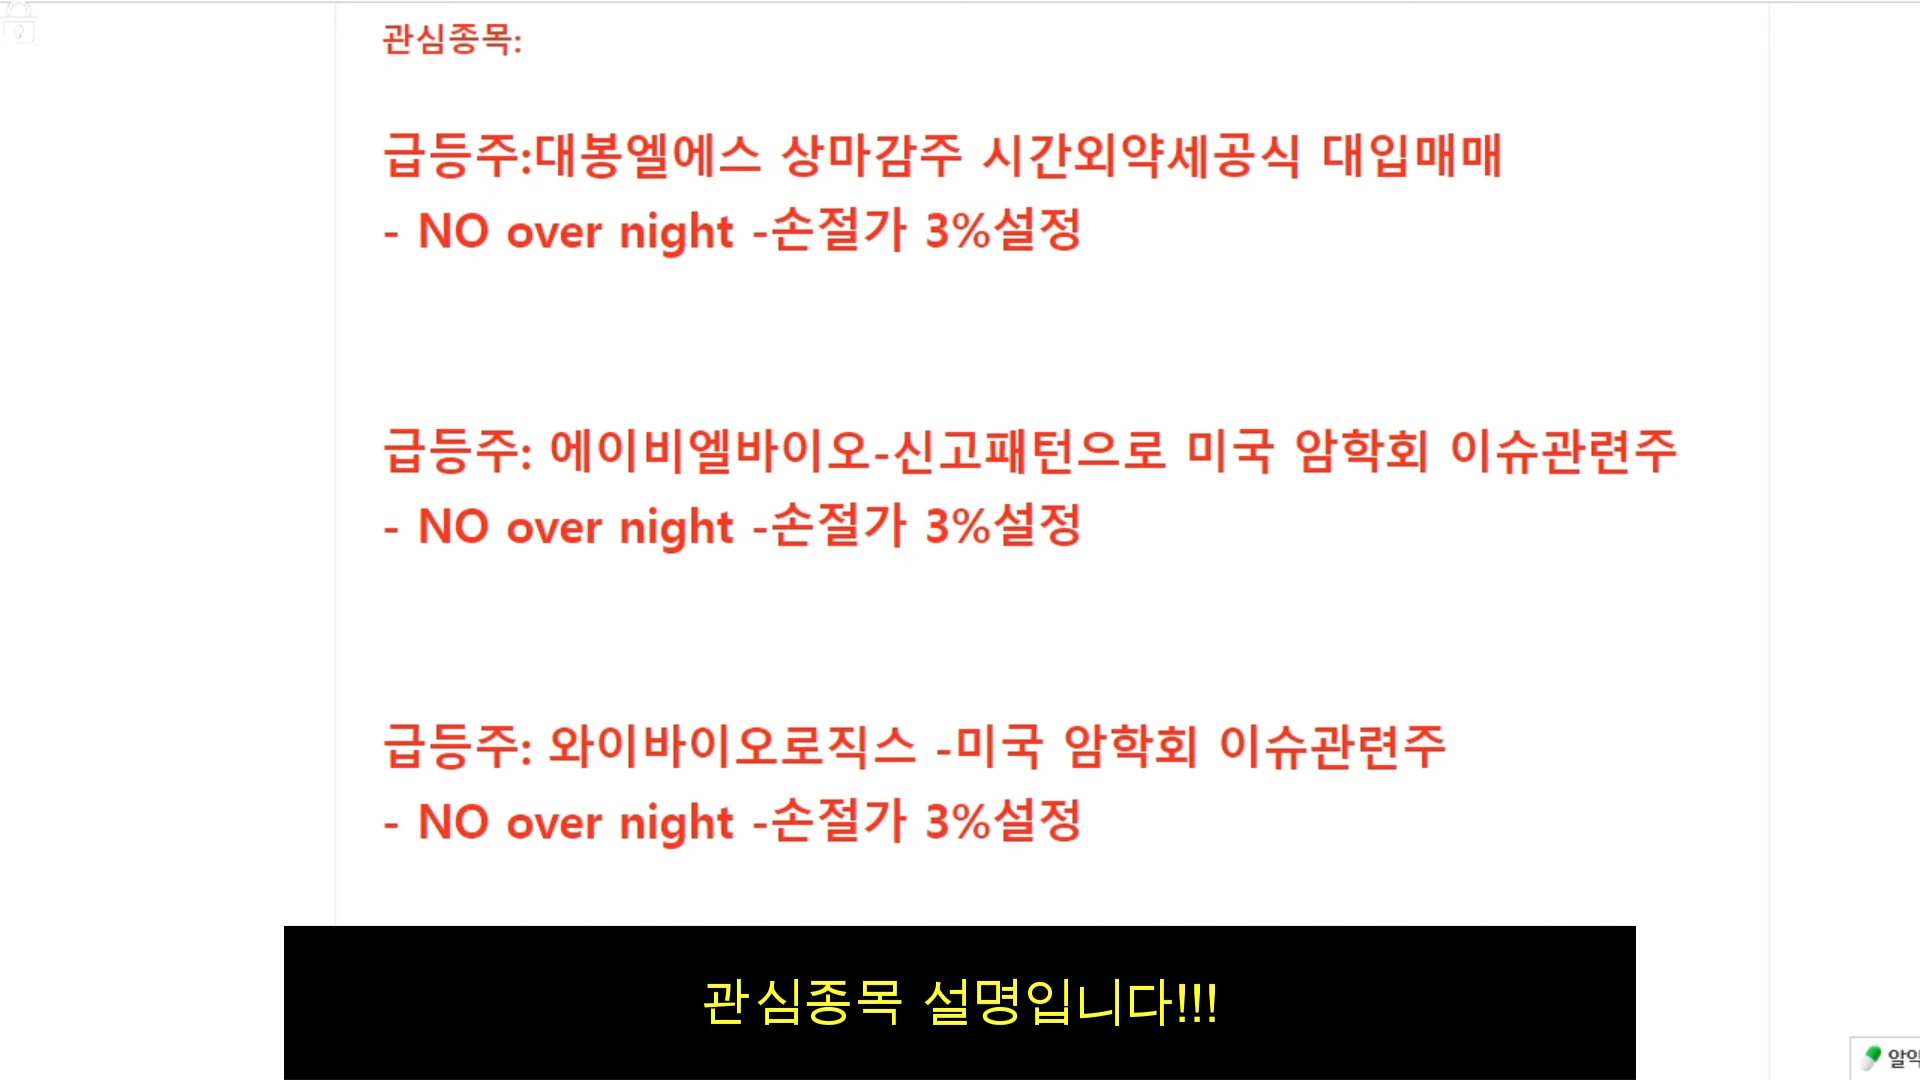 관심종목:
급등주:대봉엘에스 상마감주 시간외약세공식 대입매매
- NO over night -손절가 3%설정
급등주: 에이비엘바이오-신고패턴으로 미국 암학회 이슈관련주
- NO over night -손절가 3%설정
급등주: 와이바이오로직스 -미국 암학회 이슈관련주
- NO over night -손절가 3%설정
관심종목 설명입니다!!!
알약